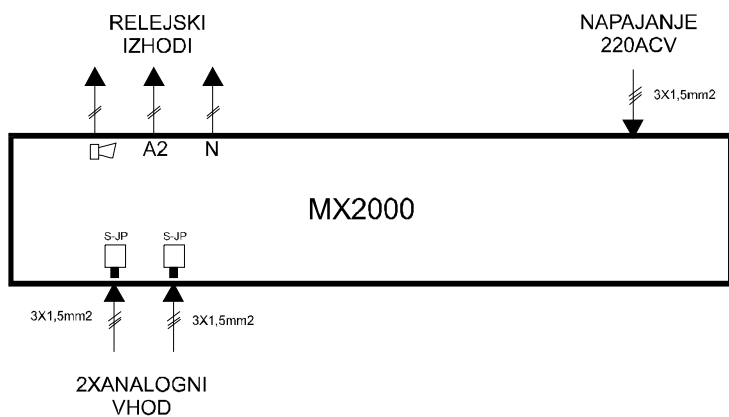 RELEJSKI
IZHODI
NAPAJANJE
220ACV
3X1,5mm2
A2
N
MX2000
S-JP
S-JP
3X1,5mm2
3X1,5mm2
2XANALOGNI
VHOD